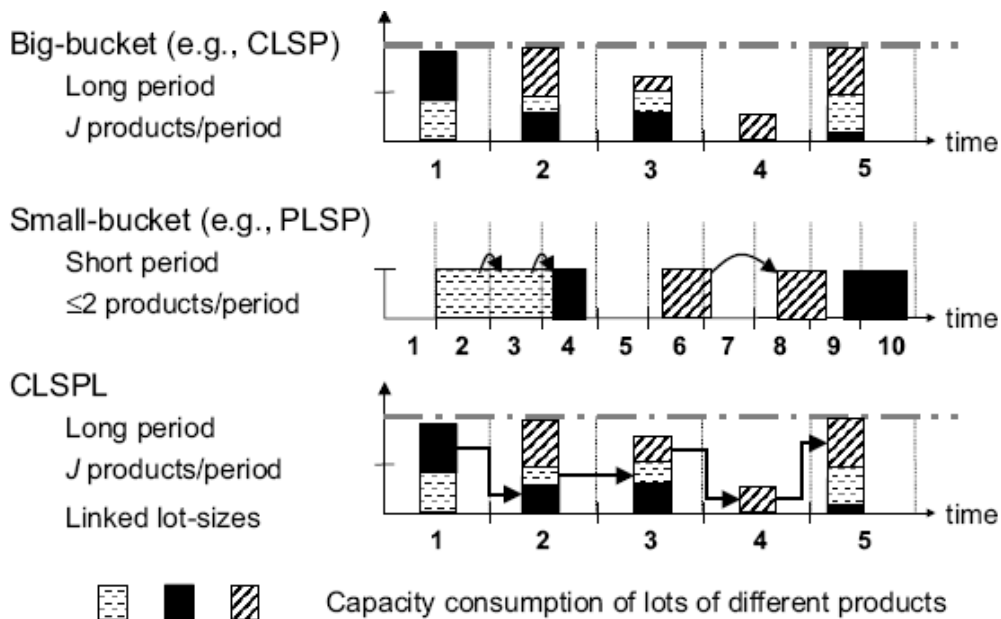 Big-bucket (e.g., CLSP)
Long period
J products/period
time
1 2 3 4 5
Small-bucket (e.g., PLSP)
Short period
≤2 products/period
time
1 2 3 4 5 6 7 8 9 10
CLSPL
Long period
J products/period
Linked lot-sizes
time
1 2 3 4 5
Capacity consumption of lots of different products